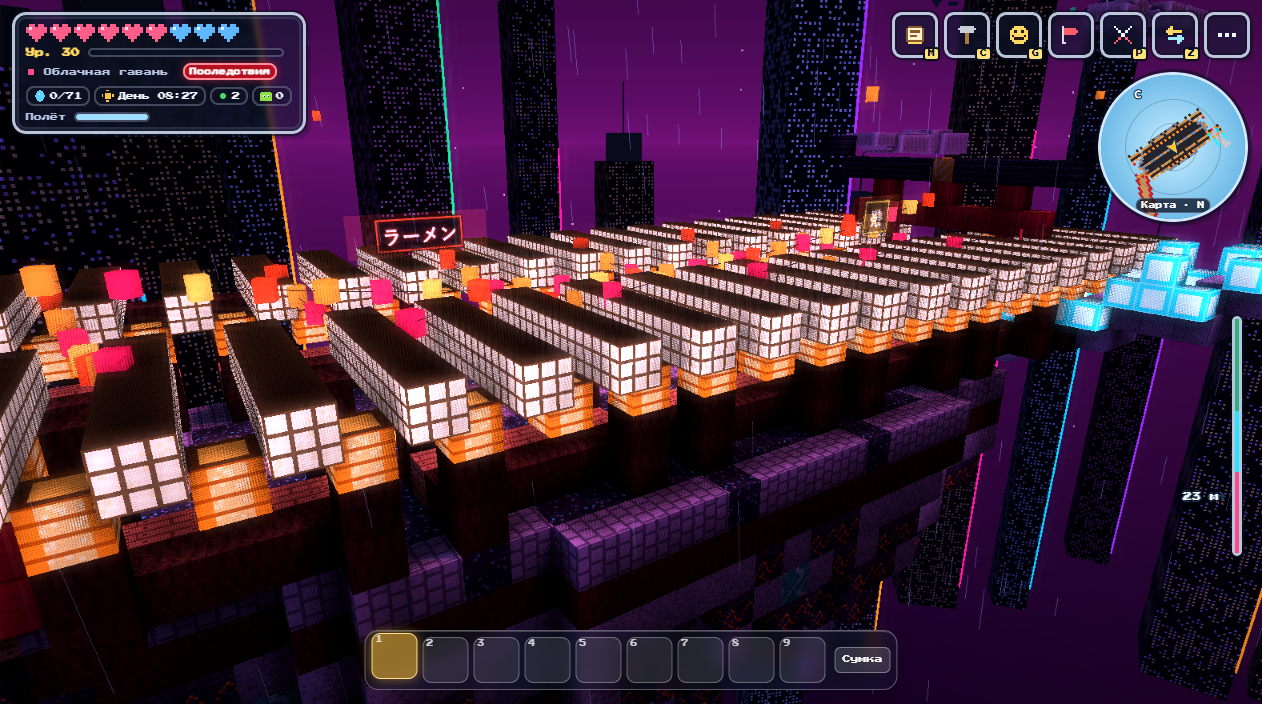 Ур. 30
Облачная гавань Последствия
0/71 День 08:27 2 0
Полёт
H C G P Z
С
Карта · N
ラーメン
23 м
1 2 3 4 5 6 7 8 9 Сумка